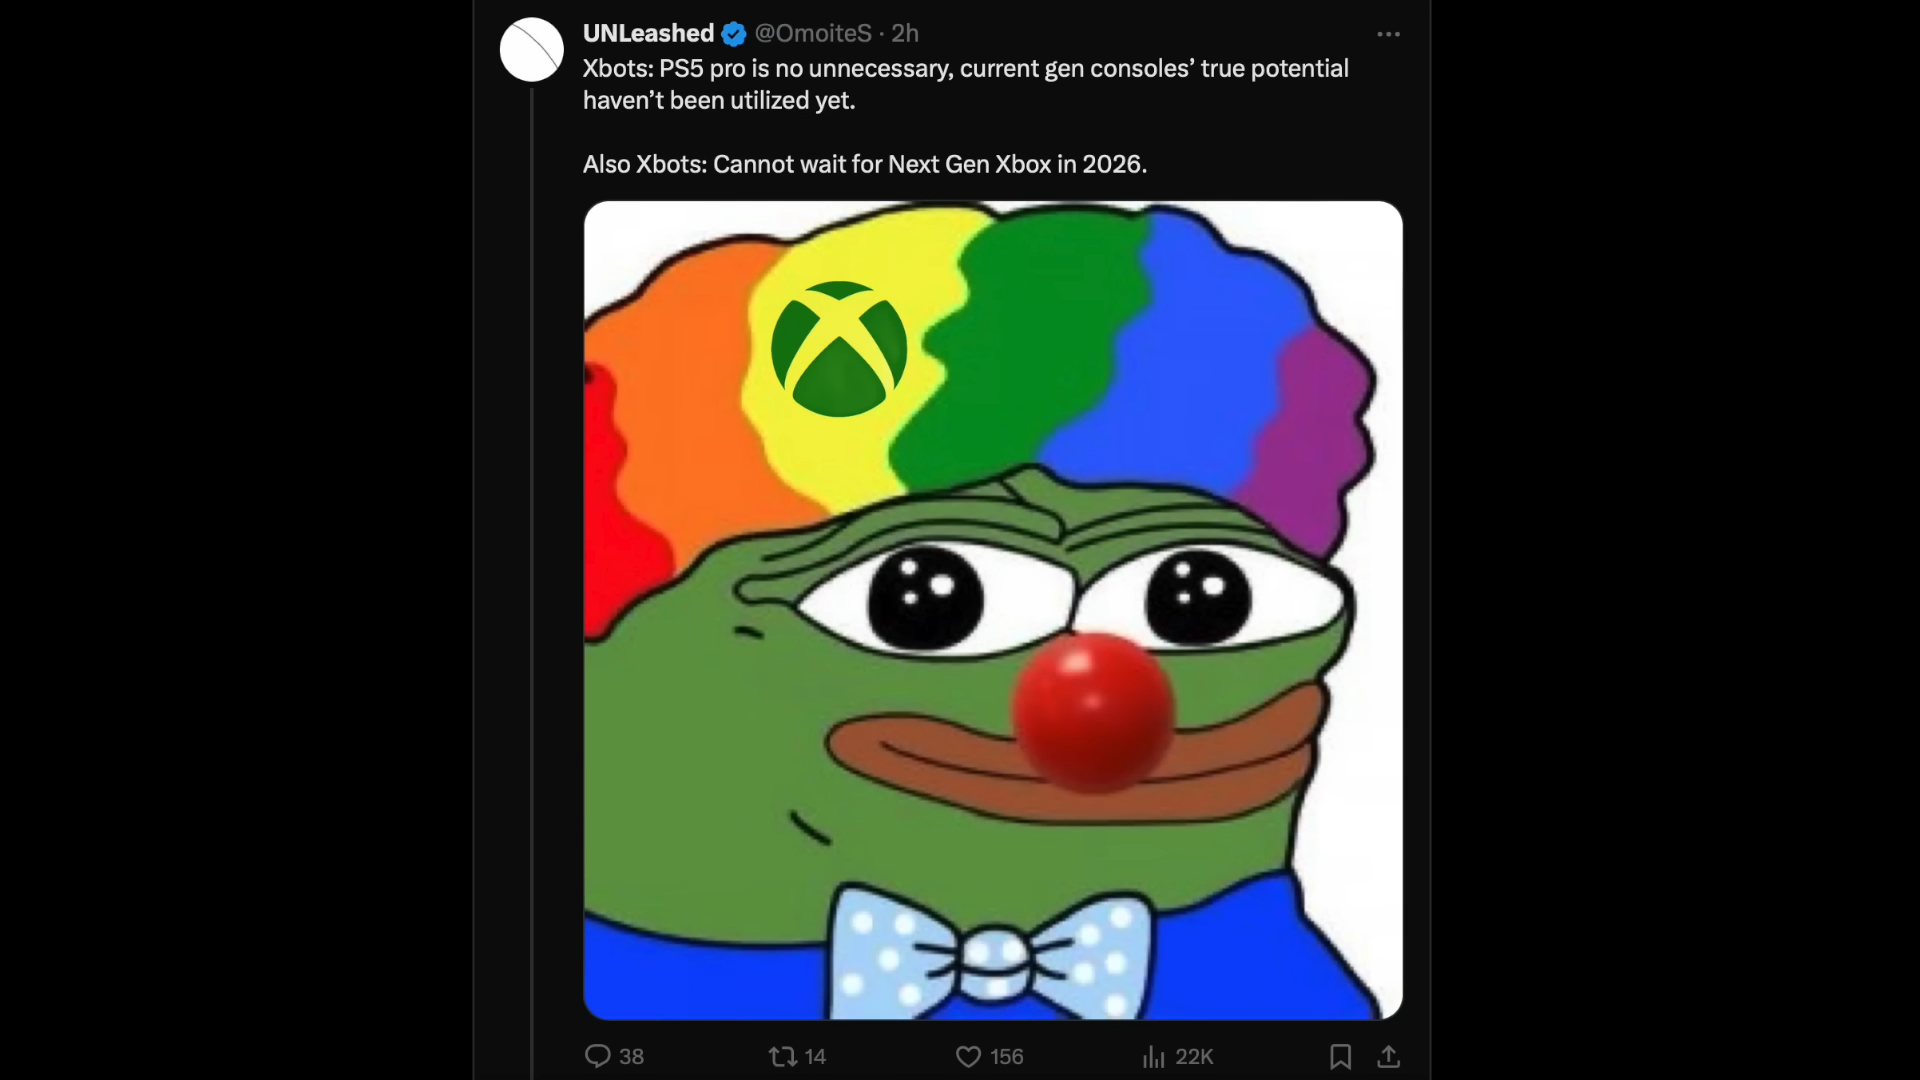 UNLeashed @OmoiteS · 2h
Xbots: PS5 pro is no unnecessary, current gen consoles’ true potential
haven’t been utilized yet.
Also Xbots: Cannot wait for Next Gen Xbox in 2026.
38 14 156 22K